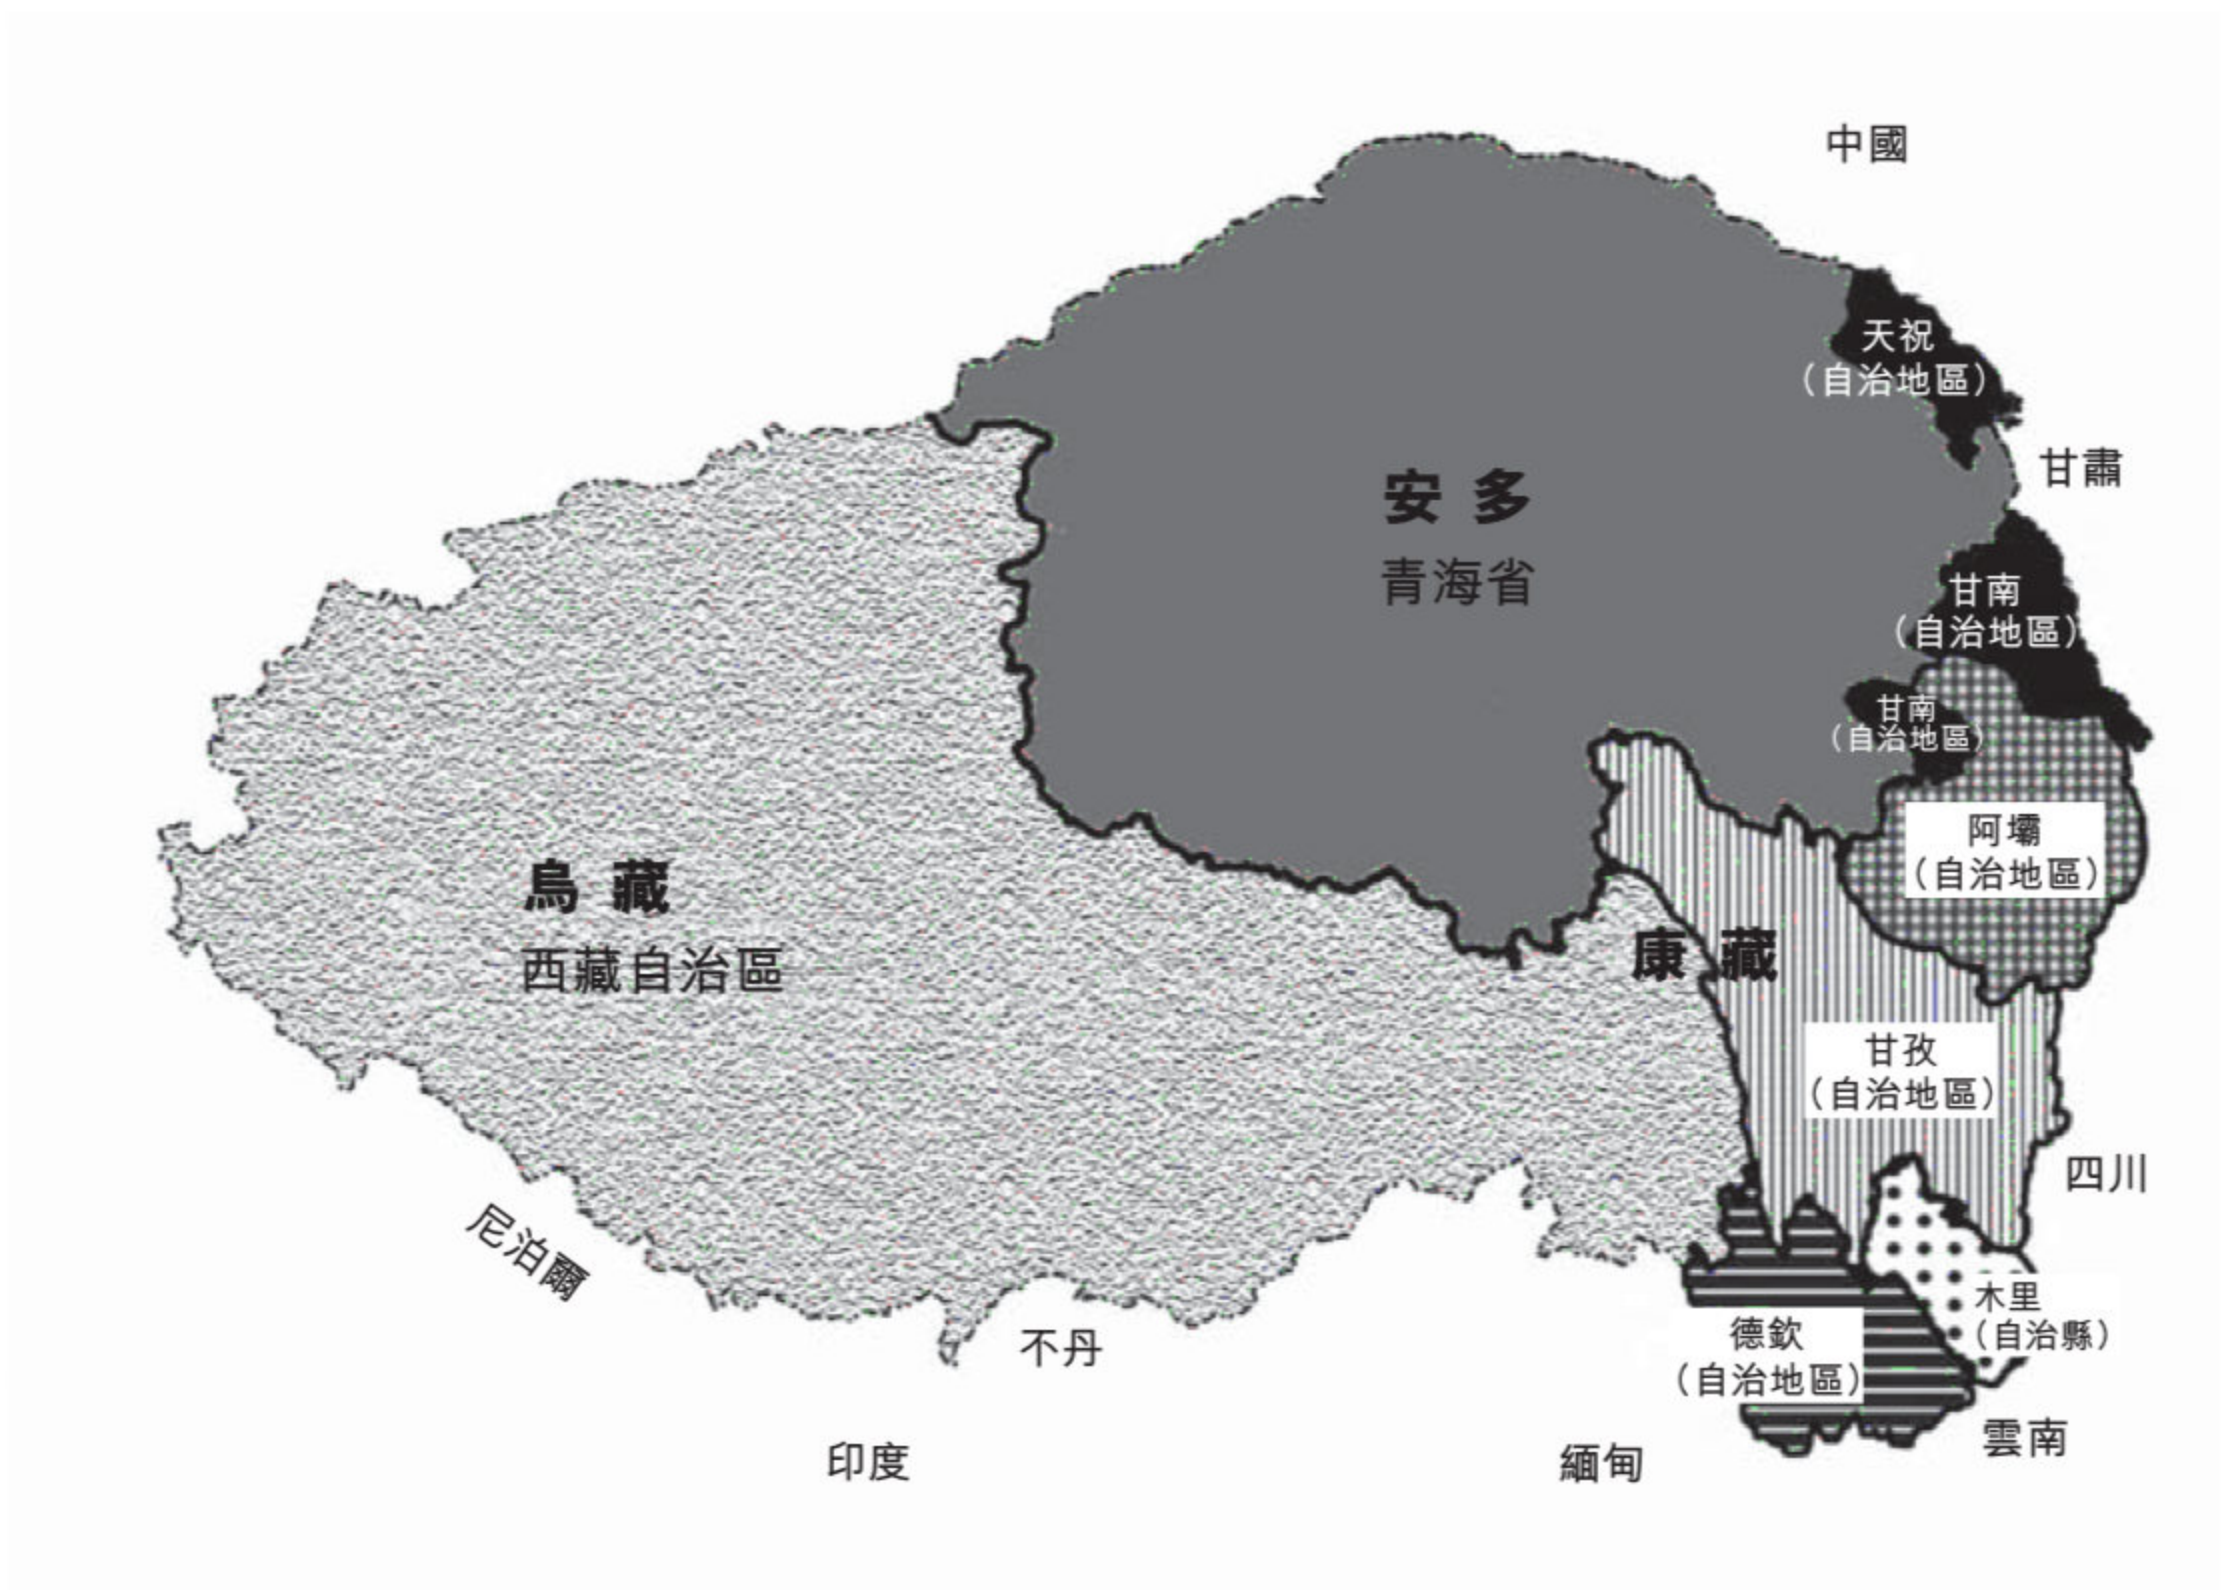 中國
天祝
（自治地區）
甘肅
安多
青海省
甘南
（自治地區）
甘南
（自治地區）
阿壩
（自治地區）
烏藏
西藏自治區
康藏
甘孜
（自治地區）
四川
尼泊爾
木里
（自治縣）
不丹
德欽
（自治地區）
雲南
印度
緬甸